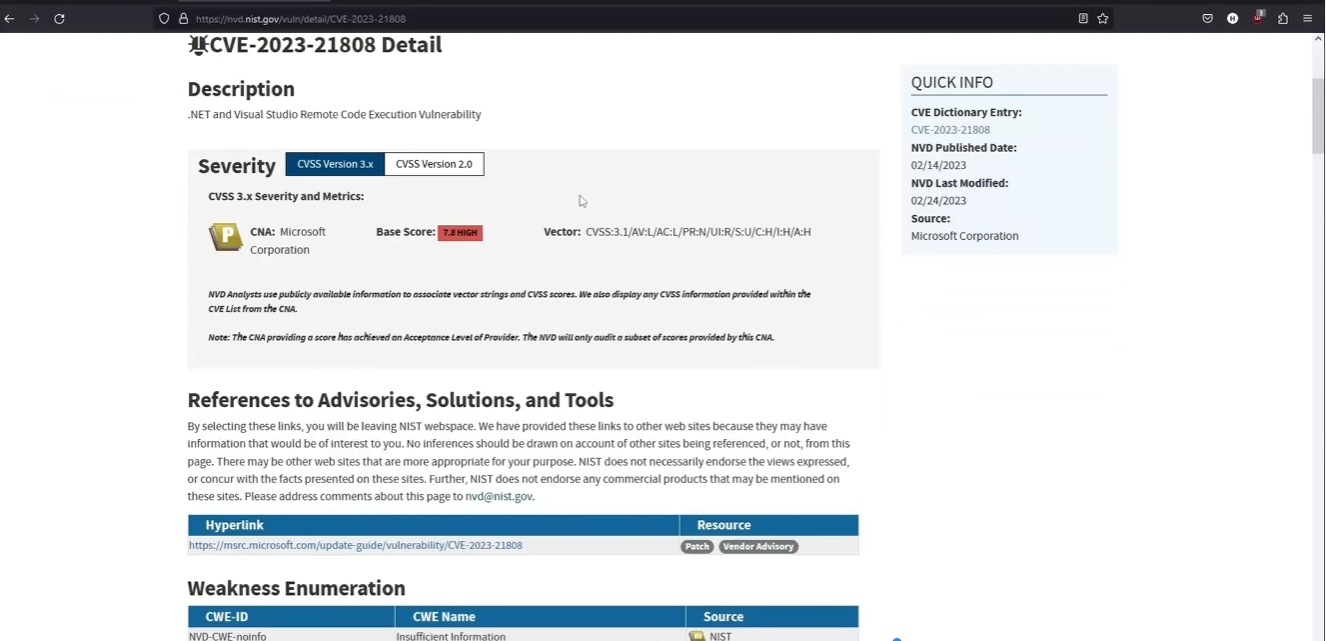 https://nvd.nist.gov/vuln/detail/CVE-2023-21808
CVE-2023-21808 Detail
Description
.NET and Visual Studio Remote Code Execution Vulnerability
Severity
CVSS Version 3.x
CVSS Version 2.0
CVSS 3.x Severity and Metrics:
CNA: Microsoft
Corporation
Base Score: 7.8 HIGH
Vector: CVSS:3.1/AV:L/AC:L/PR:N/UI:R/S:U/C:H/I:H/A:H
NVD Analysts use publicly available information to associate vector strings and CVSS scores. We also display any CVSS information provided within the
CVE List from the CNA.
Note: The CNA providing a score has achieved an Acceptance Level of Provider. The NVD will only audit a subset of scores provided by this CNA.
References to Advisories, Solutions, and Tools
By selecting these links, you will be leaving NIST webspace. We have provided these links to other web sites because they may have
information that would be of interest to you. No inferences should be drawn on account of other sites being referenced, or not, from this
page. There may be other web sites that are more appropriate for your purpose. NIST does not necessarily endorse the views expressed,
or concur with the facts presented on these sites. Further, NIST does not endorse any commercial products that may be mentioned on
these sites. Please address comments about this page to nvd@nist.gov.
Hyperlink Resource
https://msrc.microsoft.com/update-guide/vulnerability/CVE-2023-21808 Patch Vendor Advisory
Weakness Enumeration
CWE-ID CWE Name Source
NVD-CWE-noinfo Insufficient Information NIST
QUICK INFO
CVE Dictionary Entry:
CVE-2023-21808
NVD Published Date:
02/14/2023
NVD Last Modified:
02/24/2023
Source:
Microsoft Corporation